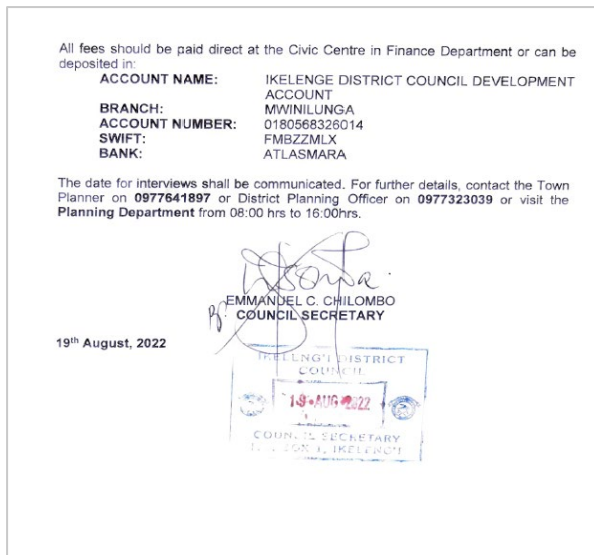 All fees should be paid direct at the Civic Centre in Finance Department or can be
deposited in:
ACCOUNT NAME: IKELENGE DISTRICT COUNCIL DEVELOPMENT
ACCOUNT
BRANCH: MWINILUNGA
ACCOUNT NUMBER: 0180568326014
SWIFT: FMBZZMLX
BANK: ATLASMARA
The date for interviews shall be communicated. For further details, contact the Town
Planner on 0977641897 or District Planning Officer on 0977323039 or visit the
Planning Department from 08:00 hrs to 16:00hrs.
EMMANUEL C. CHILOMBO
COUNCIL SECRETARY
19th August, 2022
IKELENG'I DISTRICT
COUNCIL
19 AUG 2022
COUNCIL SECRETARY
BOX 1, IKELENG'I